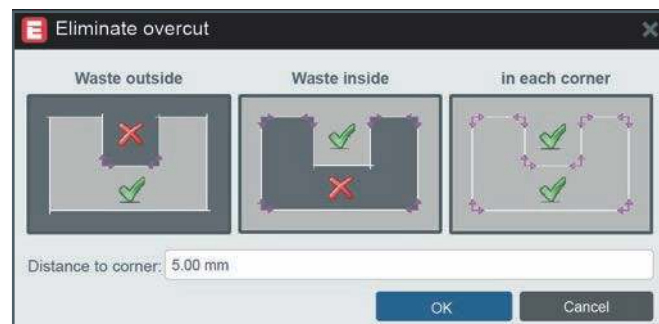 E Eliminate overcut
Waste outside Waste inside in each corner
Distance to corner: 5.00 mm
OK Cancel